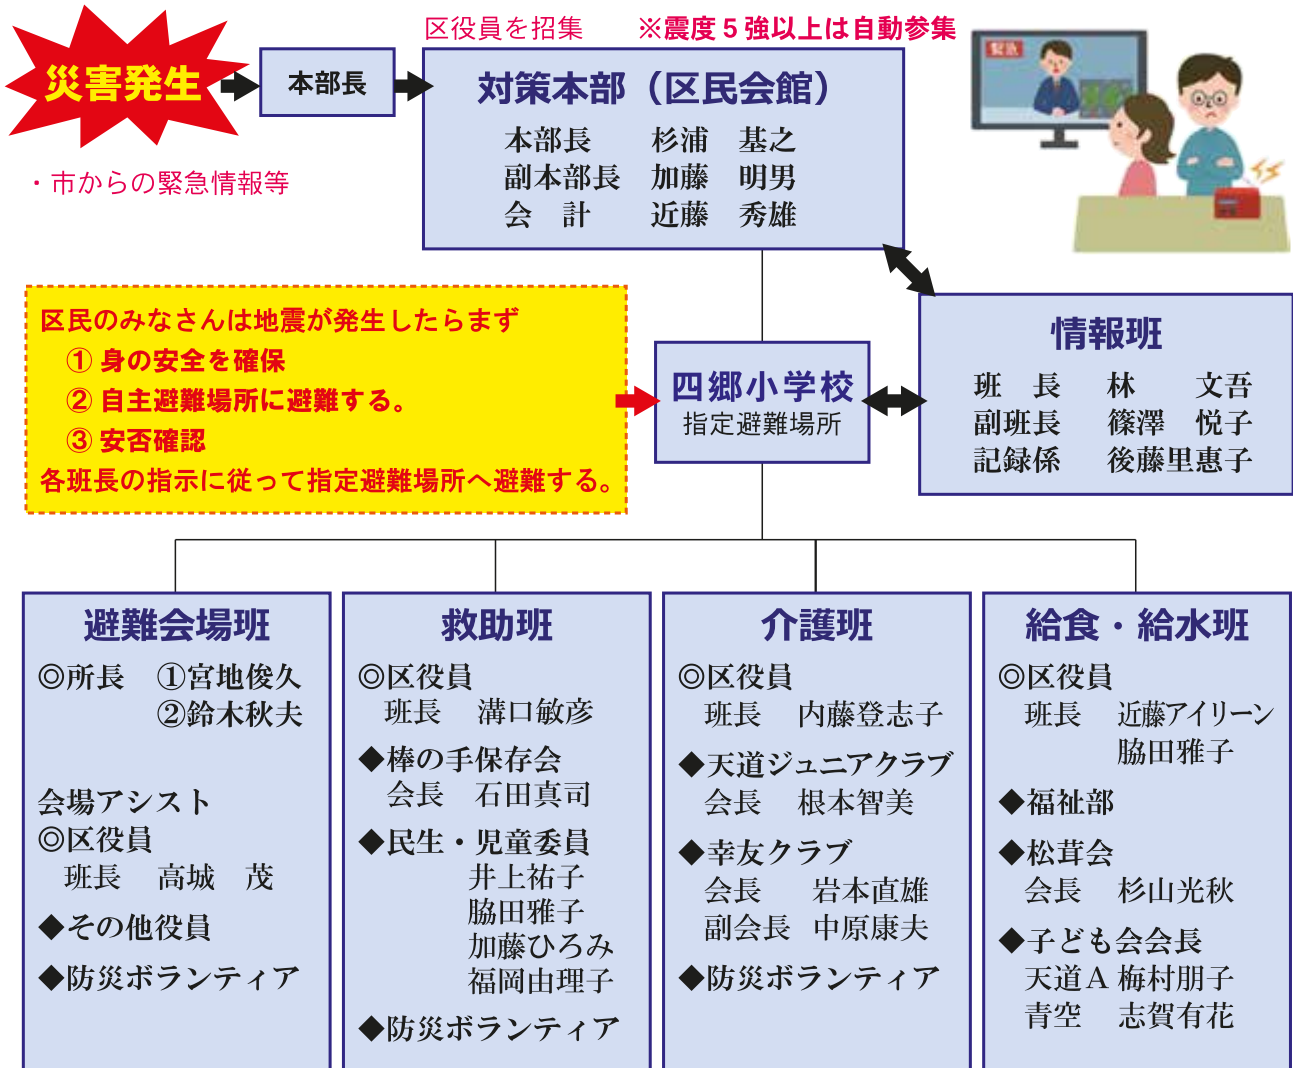 区役員を招集　※震度５強以上は自動参集
災害発生
本部長
・市からの緊急情報等
対策本部（区民会館）
本部長　杉浦　基之
副本部長　加藤　明男
会　計　近藤　秀雄
緊急
区民のみなさんは地震が発生したらまず
① 身の安全を確保
② 自主避難場所に避難する。
③ 安否確認
各班長の指示に従って指定避難場所へ避難する。
四郷小学校
指定避難場所
情報班
班　長　林　　文吾
副班長　篠澤　悦子
記録係　後藤里惠子
避難会場班
◎所長　①宮地俊久
②鈴木秋夫
会場アシスト
◎区役員
班長　高城　茂
◆その他役員
◆防災ボランティア
救助班
◎区役員
班長　溝口敏彦
◆棒の手保存会
会長　石田真司
◆民生・児童委員
井上祐子
脇田雅子
加藤ひろみ
福岡由理子
◆防災ボランティア
介護班
◎区役員
班長　内藤登志子
◆天道ジュニアクラブ
会長　根本智美
◆幸友クラブ
会長　岩本直雄
副会長　中原康夫
◆防災ボランティア
給食・給水班
◎区役員
班長　近藤アイリーン
脇田雅子
◆福祉部
◆松茸会
会長　杉山光秋
◆子ども会会長
天道Ａ 梅村朋子
青空　志賀有花